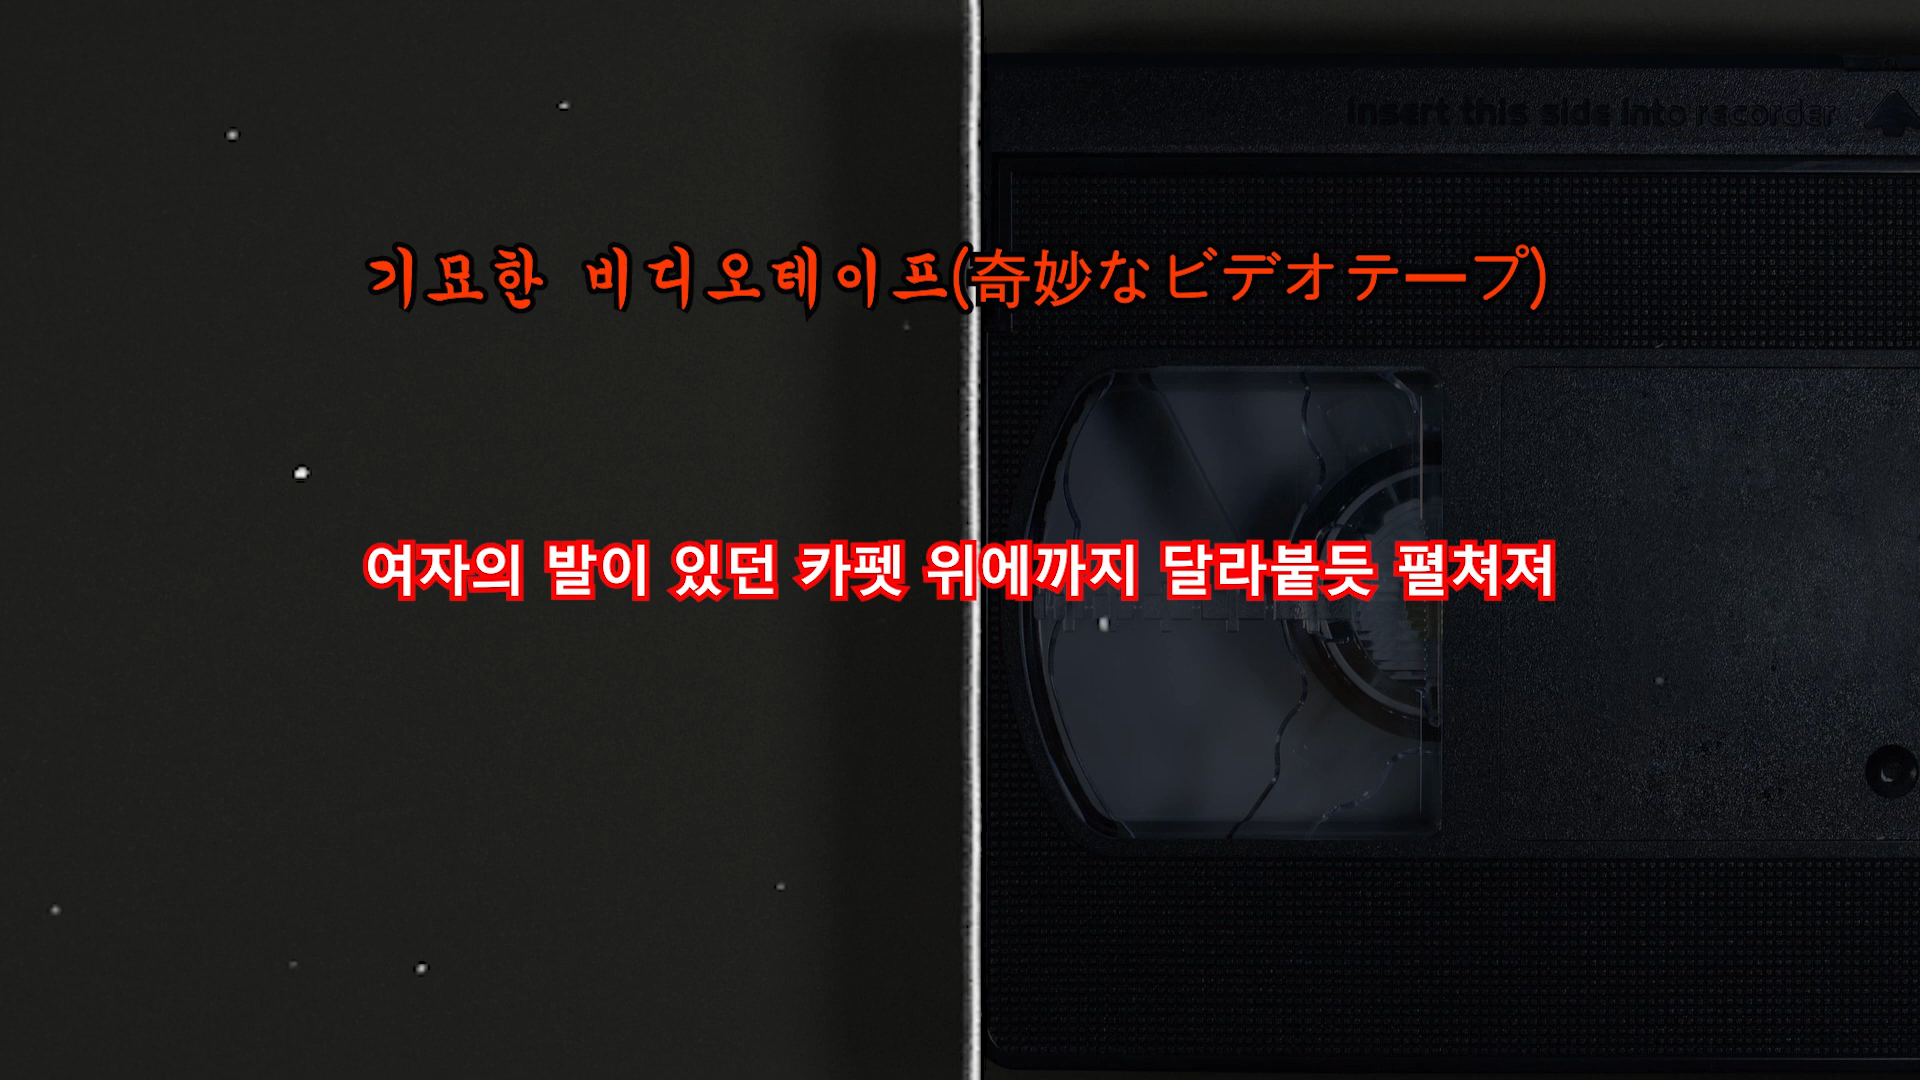 Insert this side into recorder
기묘한 비디오테이프(奇妙なビデオテープ)
여자의 발이 있던 카펫 위에까지 달라붙듯 펼쳐져